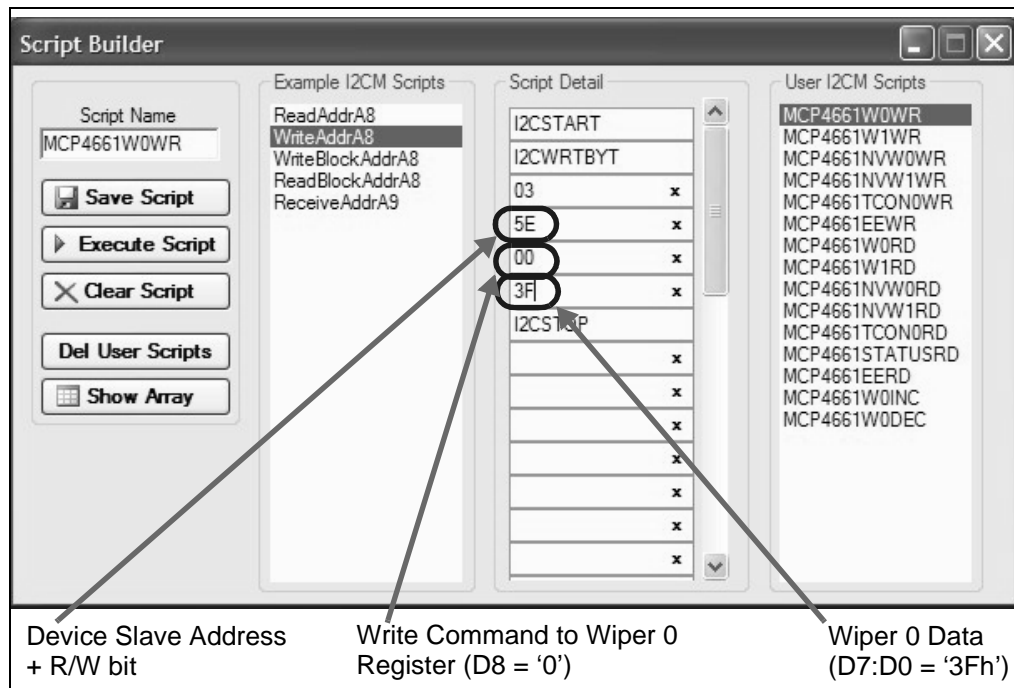 Script Builder
Script Name
MCP4661W0WR
Save Script
Execute Script
Clear Script
Del User Scripts
Show Array
Example I2CM Scripts
ReadAddrA8
WriteAddrA8
WriteBlockAddrA8
ReadBlockAddrA8
ReceiveAddrA9
Script Detail
I2CSTART
I2CWRTBYT
03 x
5E x
00 x
3F x
I2CSTOP
x
x
x
x
x
x
x
User I2CM Scripts
MCP4661W0WR
MCP4661W1WR
MCP4661NVW0WR
MCP4661NVW1WR
MCP4661TCON0WR
MCP4661EEWR
MCP4661W0RD
MCP4661W1RD
MCP4661NVW0RD
MCP4661NVW1RD
MCP4661TCON0RD
MCP4661STATUSRD
MCP4661EERD
MCP4661W0INC
MCP4661W0DEC
Device Slave Address
+ R/W bit
Write Command to Wiper 0
Register (D8 = ‘0’)
Wiper 0 Data
(D7:D0 = ‘3Fh’)